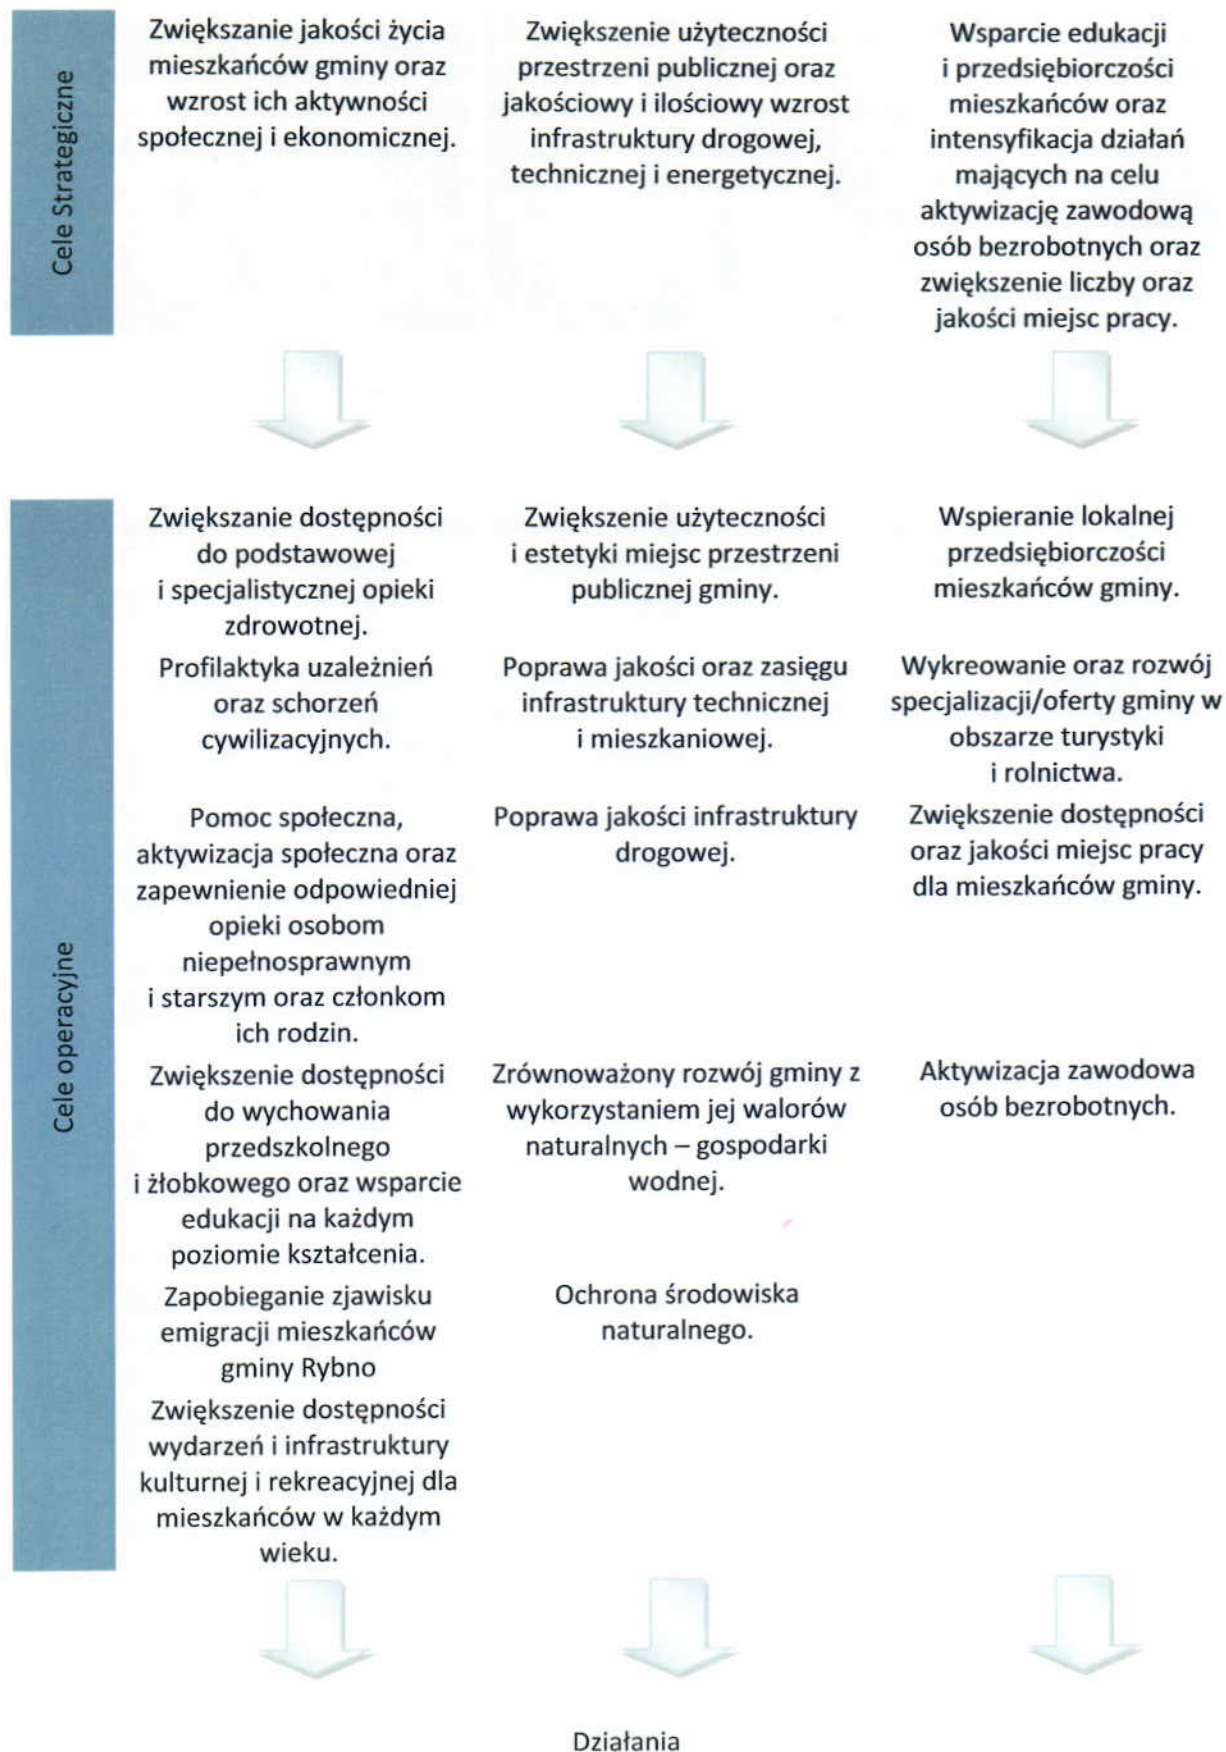 Cele Strategiczne
Zwiększanie jakości życia
mieszkańców gminy oraz
wzrost ich aktywności
społecznej i ekonomicznej.
Zwiększenie użyteczności
przestrzeni publicznej oraz
jakościowy i ilościowy wzrost
infrastruktury drogowej,
technicznej i energetycznej.
Wsparcie edukacji
i przedsiębiorczości
mieszkańców oraz
intensyfikacja działań
mających na celu
aktywizację zawodową
osób bezrobotnych oraz
zwiększenie liczby oraz
jakości miejsc pracy.
Cele operacyjne
Zwiększanie dostępności
do podstawowej
i specjalistycznej opieki
zdrowotnej.
Zwiększenie użyteczności
i estetyki miejsc przestrzeni
publicznej gminy.
Wspieranie lokalnej
przedsiębiorczości
mieszkańców gminy.
Profilaktyka uzależnień
oraz schorzeń
cywilizacyjnych.
Poprawa jakości oraz zasięgu
infrastruktury technicznej
i mieszkaniowej.
Wykreowanie oraz rozwój
specjalizacji/oferty gminy w
obszarze turystyki
i rolnictwa.
Pomoc społeczna,
aktywizacja społeczna oraz
zapewnienie odpowiedniej
opieki osobom
niepełnosprawnym
i starszym oraz członkom
ich rodzin.
Poprawa jakości infrastruktury
drogowej.
Zwiększenie dostępności
oraz jakości miejsc pracy
dla mieszkańców gminy.
Zwiększenie dostępności
do wychowania
przedszkolnego
i żłobkowego oraz wsparcie
edukacji na każdym
poziomie kształcenia.
Zrównoważony rozwój gminy z
wykorzystaniem jej walorów
naturalnych – gospodarki
wodnej.
Aktywizacja zawodowa
osób bezrobotnych.
Zapobieganie zjawisku
emigracji mieszkańców
gminy Rybno
Ochrona środowiska
naturalnego.
Zwiększenie dostępności
wydarzeń i infrastruktury
kulturnej i rekreacyjnej dla
mieszkańców w każdym
wieku.
Działania